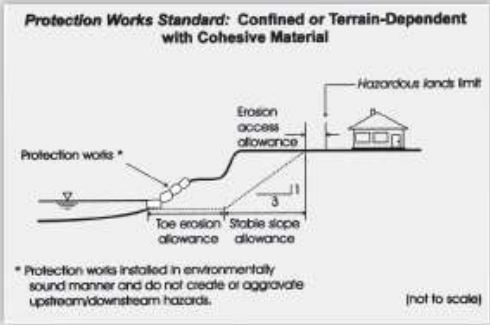 Protection Works Standard: Confined or Terrain-Dependent
with Cohesive Material
Hazardous lands limit
Erosion
access
allowance
Protection works *
1
3
Toe erosion
allowance
Stable slope
allowance
* Protection works installed in environmentally
sound manner and do not create or aggravate
upstream/downstream hazards.
(not to scale)